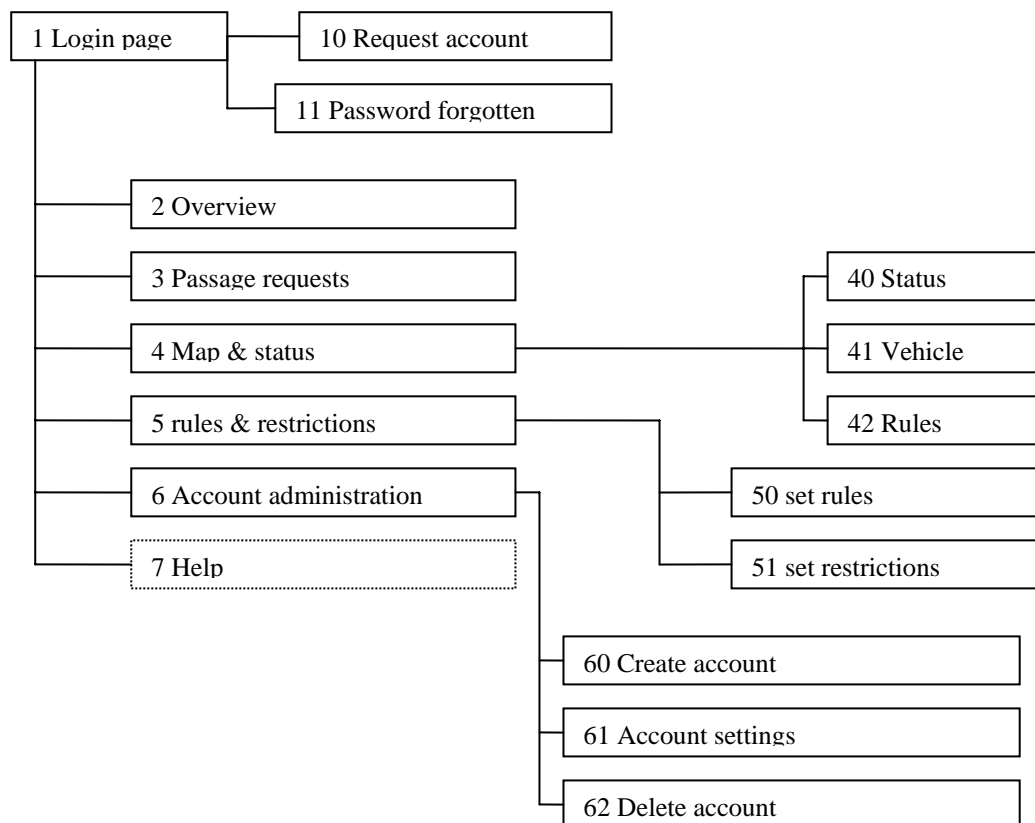 1 Login page
10 Request account
11 Password forgotten
2 Overview
3 Passage requests
40 Status
4 Map & status
41 Vehicle
5 rules & restrictions
42 Rules
6 Account administration
50 set rules
7 Help
51 set restrictions
60 Create account
61 Account settings
62 Delete account